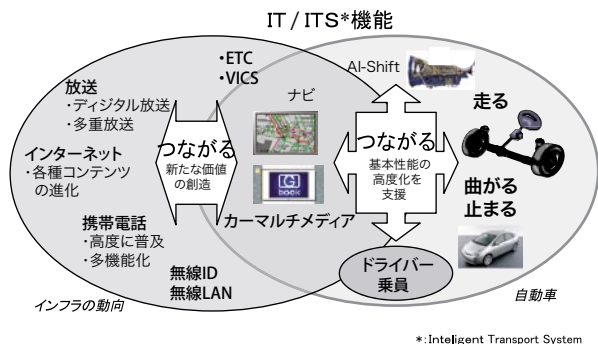 IT / ITS*機能
・ETC
・VICS
AI-Shift
放送
・ディジタル放送
・多重放送
ナビ
走る
インターネット
・各種コンテンツ
の進化
つながる
新たな価値
の創造
つながる
基本性能の
高度化を
支援
G
book
カーマルチメディア
曲がる
止まる
携帯電話
・高度に普及
・多機能化
無線ID
無線LAN
ドライバー
乗員
インフラの動向
自動車
*:Inteligent Transport System